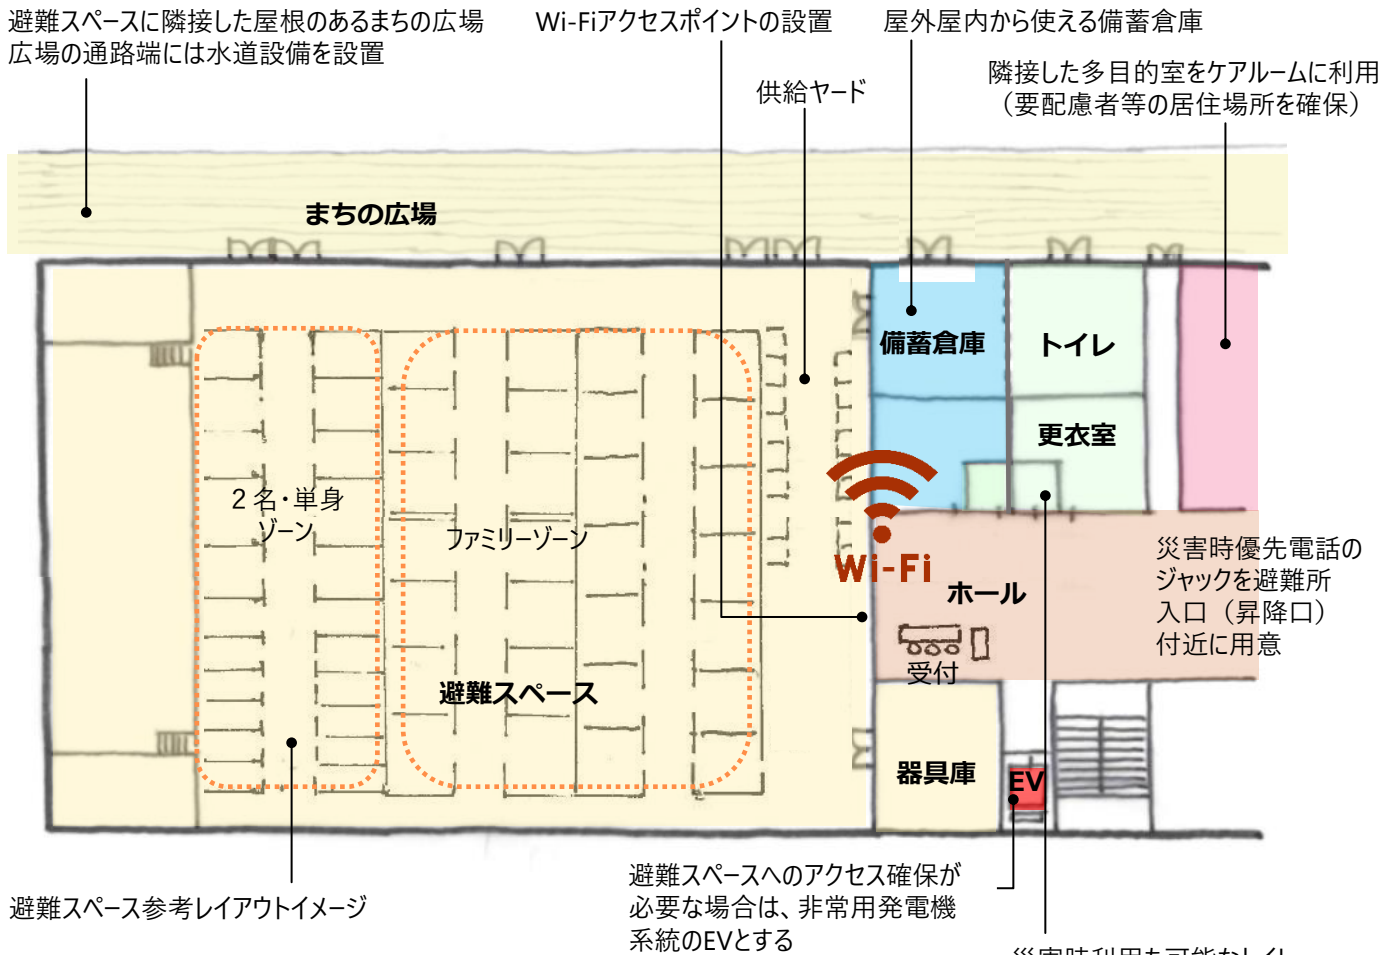 避難スペースに隣接した屋根のあるまちの広場
広場の通路端には水道設備を設置
Wi-Fiアクセスポイントの設置
屋外屋内から使える備蓄倉庫
隣接した多目的室をケアルームに利用
（要配慮者等の居住場所を確保）
供給ヤード
まちの広場
備蓄倉庫
トイレ
更衣室
２名・単身
ゾーン
ファミリーゾーン
Wi-Fi
ホール
災害時優先電話の
ジャックを避難所
入口（昇降口）
付近に用意
受付
避難スペース
器具庫
EV
避難スペース参考レイアウトイメージ
避難スペースへのアクセス確保が
必要な場合は、非常用発電機
系統のEVとする